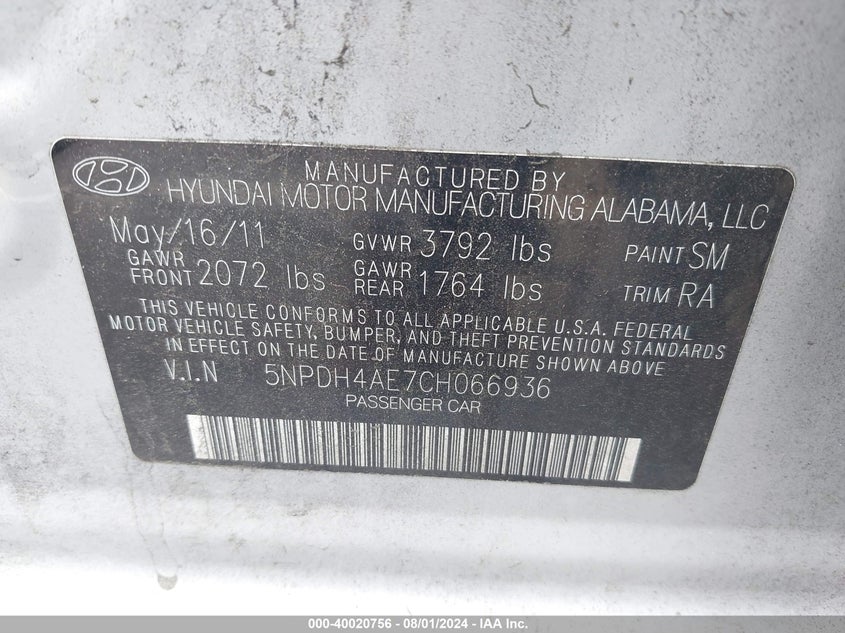 MANUFACTURED BY
HYUNDAI MOTOR MANUFACTURING ALABAMA, LLC
May/16/11 GVWR 3792 lbs PAINT SM
GAWR FRONT 2072 lbs GAWR REAR 1764 lbs TRIM RA
THIS VEHICLE CONFORMS TO ALL APPLICABLE U.S.A. FEDERAL
MOTOR VEHICLE SAFETY, BUMPER, AND THEFT PREVENTION STANDARDS
IN EFFECT ON THE DATE OF MANUFACTURE SHOWN ABOVE
V.I.N 5NPDH4AE7CH066936
PASSENGER CAR
000-40020756 - 08/01/2024 - IAA Inc.